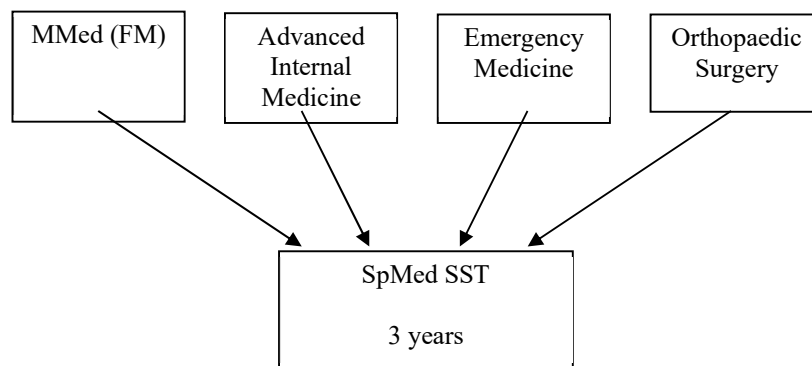 MMed (FM)
Advanced
Internal
Medicine
Emergency
Medicine
Orthopaedic
Surgery
SpMed SST
3 years